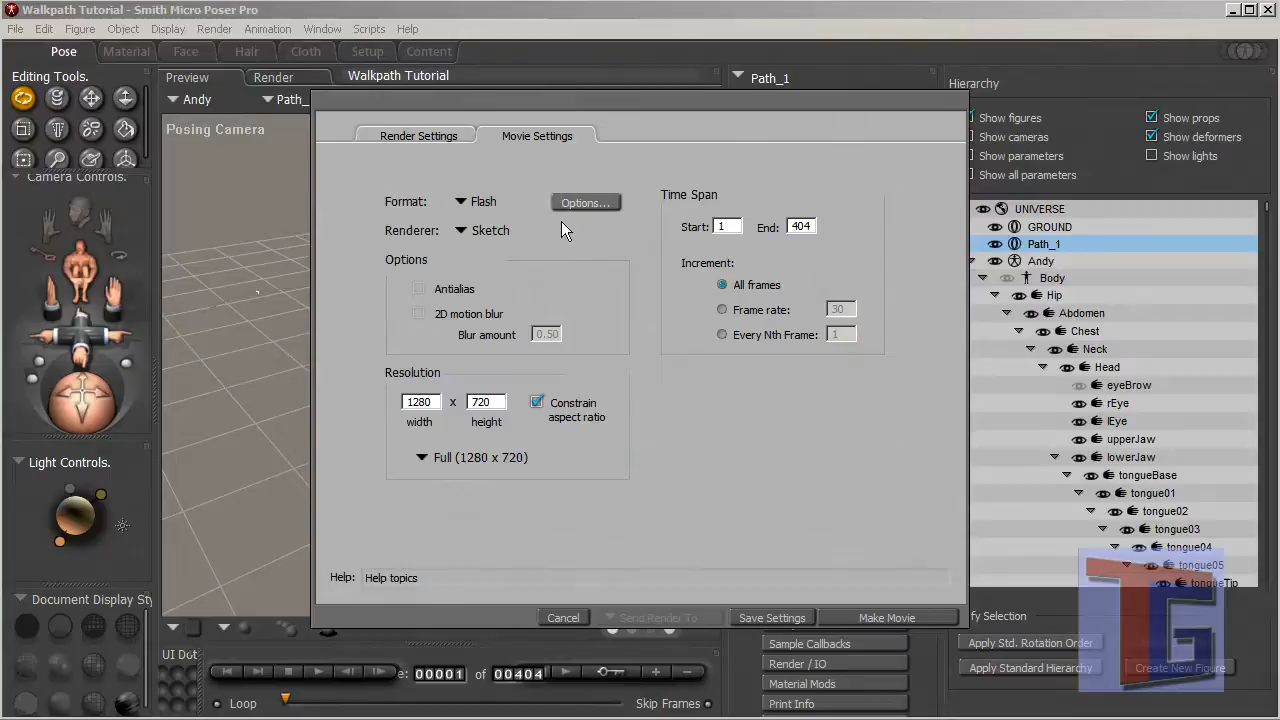 Walkpath Tutorial - Smith Micro Poser Pro
File Edit Figure Object Display Render Window Animation Scripts Help
Pose Material Face Hair Cloth Setup Content
Editing Tools.
Preview Render Walkpath Tutorial
Path_1
Hierarchy
Andy Path_
Posing Camera
Camera Controls.
Light Controls.
Document Display Sty
UI Dot
Render Settings Movie Settings
Format: Flash Options...
Renderer: Sketch
Options
Antialias
2D motion blur
Blur amount 0.50
Resolution
1280 x 720
width height
Constrain
aspect ratio
Full (1280 x 720)
Time Span
Start: 1 End: 404
Increment:
All frames
Frame rate: 30
Every Nth Frame: 1
Help: Help topics
Cancel Send Render To Save Settings Make Movie
Show figures Show props
Show cameras Show deformers
Show parameters Show lights
Show all parameters
UNIVERSE
GROUND
Path_1
Andy
Body
Hip
Abdomen
Chest
Neck
Head
eyeBrow
rEye
lEye
upperJaw
lowerJaw
tongueBase
tongue01
tongue02
tongue03
tongue04
tongue05
tongueTip
fy Selection
Apply Std. Rotation Order
Apply Standard Hierarchy Create New Figure
Sample Callbacks
Render / IO
Material Mods
Print Info
e: 00001 of 00404
Loop Skip Frames
TG